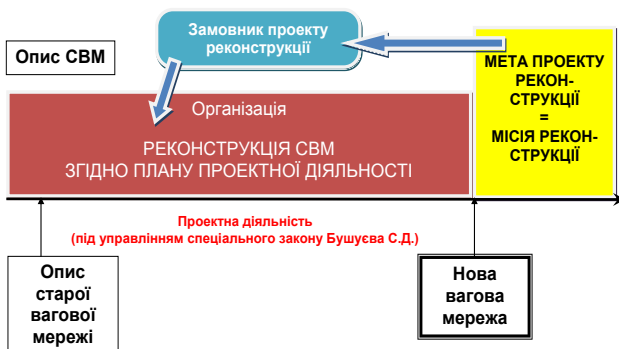 Замовник проекту
реконструкції
Опис СВМ
МЕТА ПРОЕКТУ
РЕКОН-
СТРУКЦІЇ
=
МІСІЯ РЕКОН-
СТРУКЦІЇ
Організація
РЕКОНСТРУКЦІЯ СВМ
ЗГІДНО ПЛАНУ ПРОЕКТНОЇ ДІЯЛЬНОСТІ
Проектна діяльність
(під управлінням спеціального закону Бушуєва С.Д.)
Опис
старої
вагової
мережі
Нова
вагова
мережа